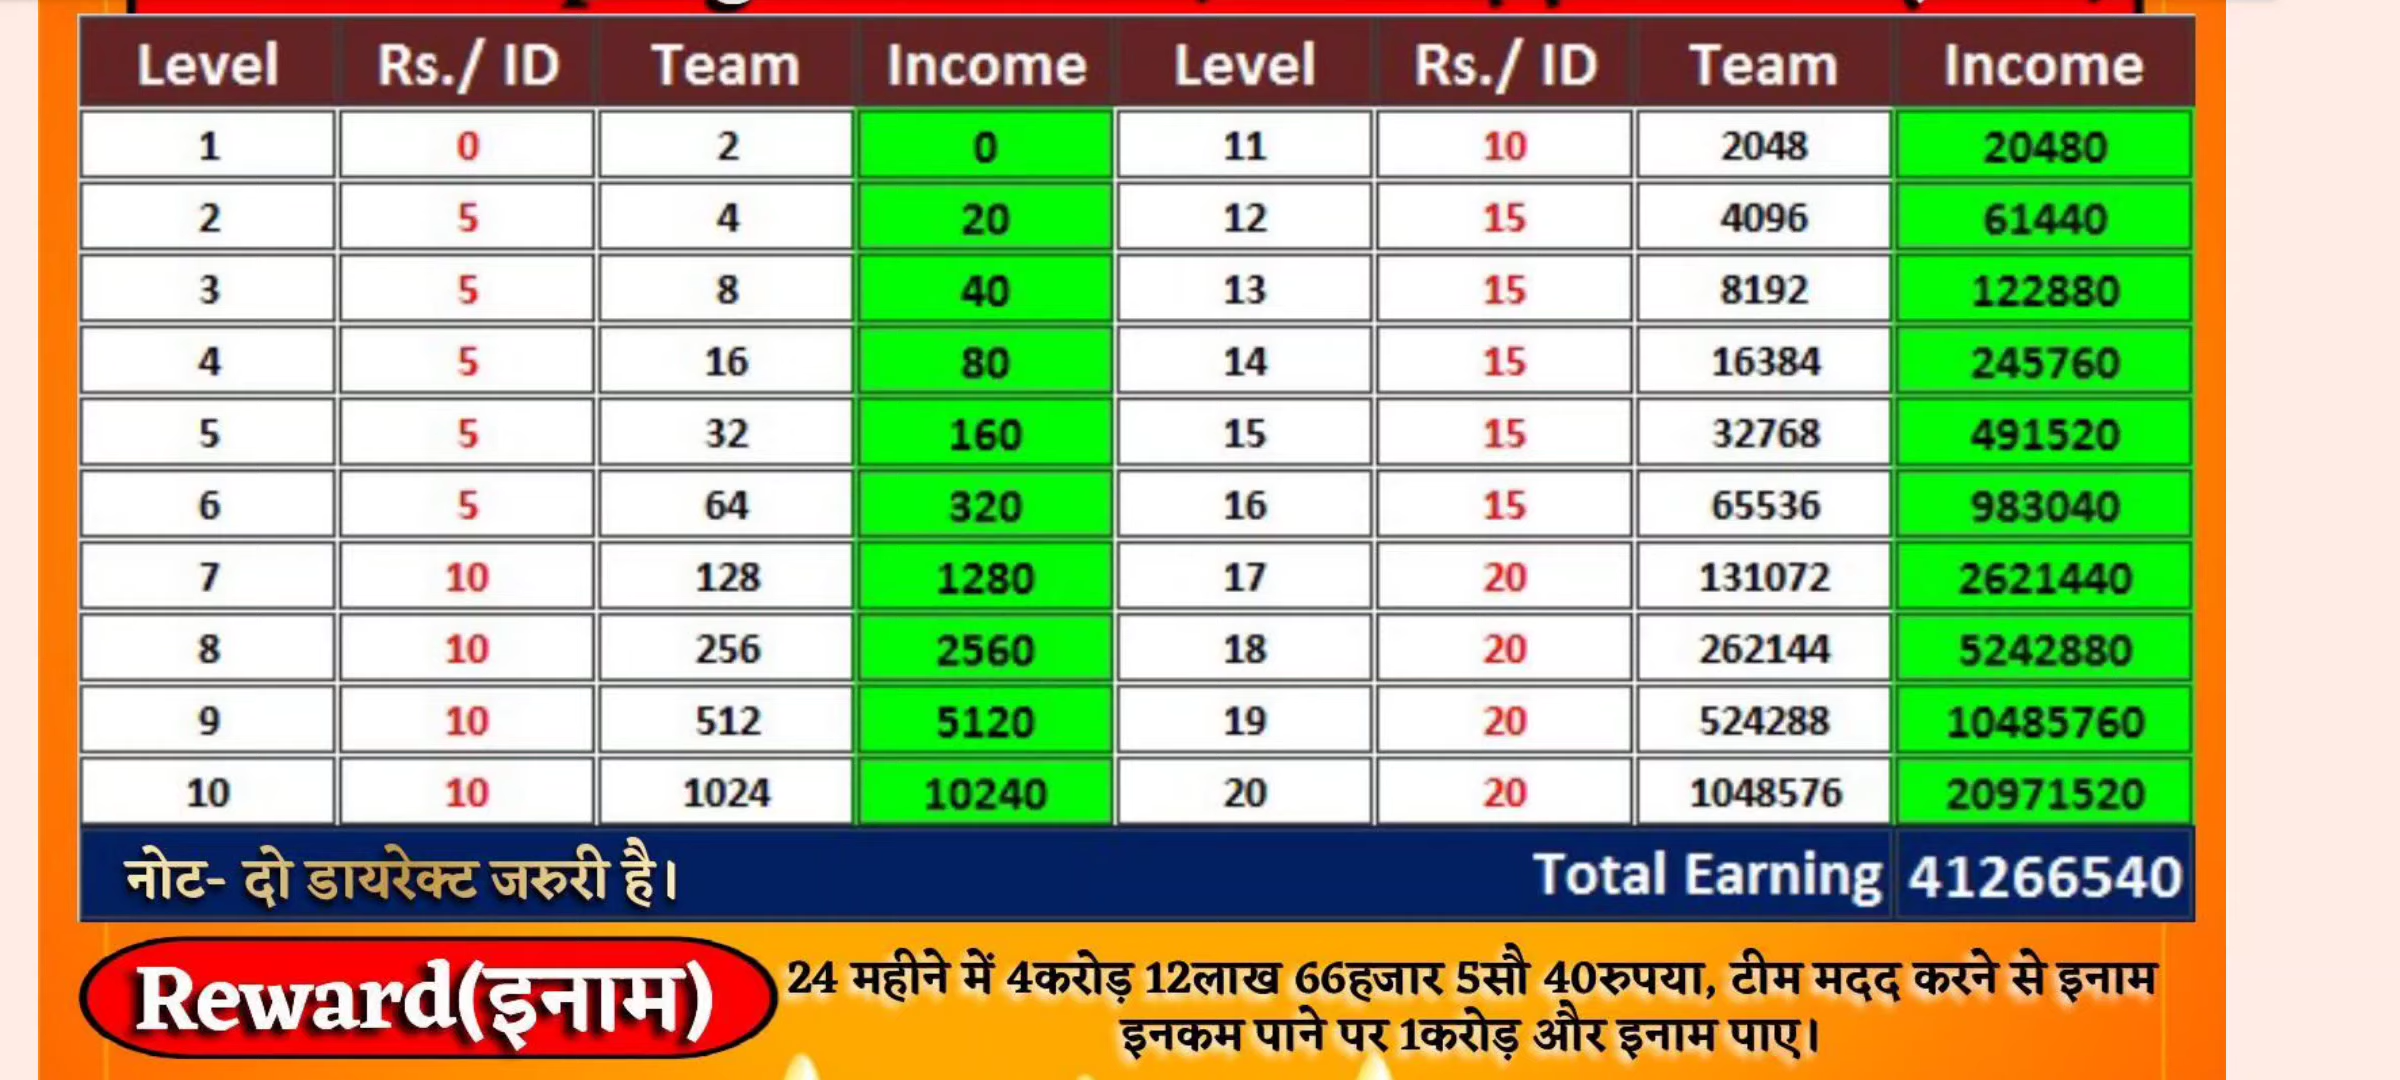 Level Rs./ ID Team Income Level Rs./ ID Team Income
1 0 2 0 11 10 2048 20480
2 5 4 20 12 15 4096 61440
3 5 8 40 13 15 8192 122880
4 5 16 80 14 15 16384 245760
5 5 32 160 15 15 32768 491520
6 5 64 320 16 15 65536 983040
7 10 128 1280 17 20 131072 2621440
8 10 256 2560 18 20 262144 5242880
9 10 512 5120 19 20 524288 10485760
10 10 1024 10240 20 20 1048576 20971520
नोट- दो डायरेक्ट जरुरी है। Total Earning 41266540
Reward(इनाम)
24 महीने में 4करोड़ 12लाख 66हजार 5सौ 40रुपया, टीम मदद करने से इनाम
इनकम पाने पर 1करोड़ और इनाम पाए।